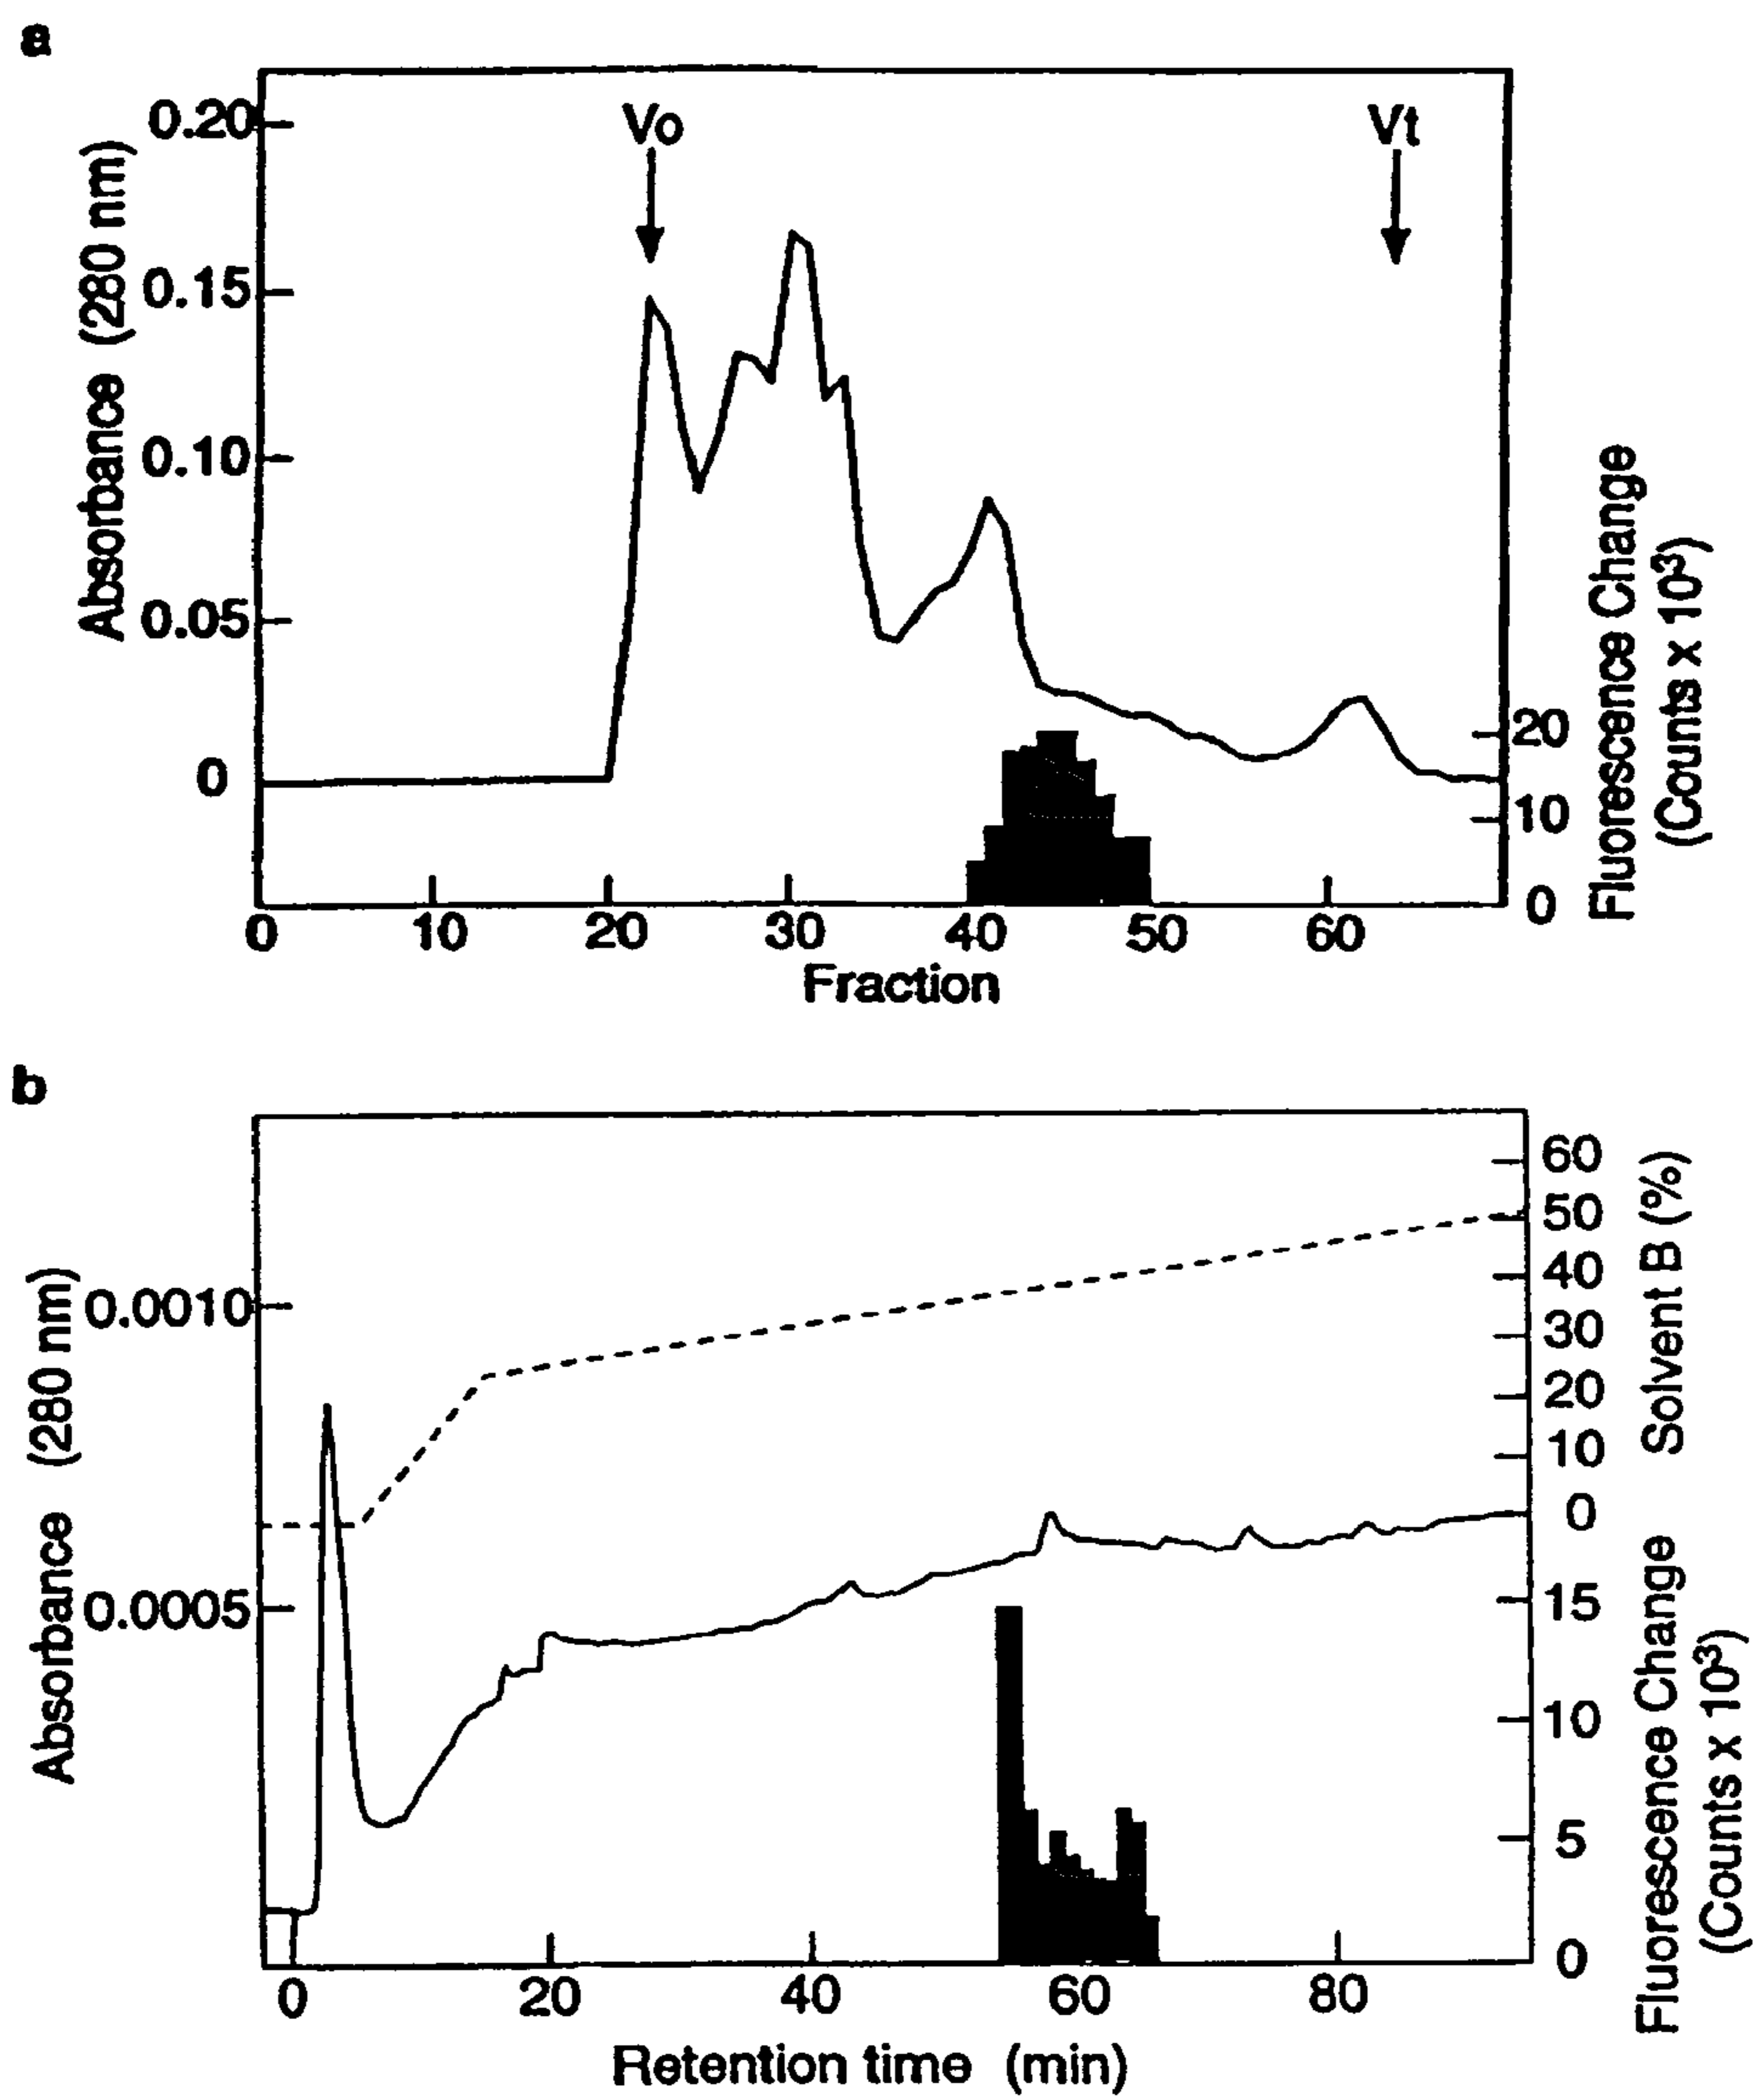 a
Absorbance (280 nm)
0.20
0.15
0.10
0.05
0
Vo
Vt
Fluorescence Change
(Counts x 10³)
20
10
0
0 10 20 30 40 50 60
Fraction
b
Absorbance (280 nm)
0.0010
0.0005
Solvent B (%)
60
50
40
30
20
10
0
Fluorescence Change
(Counts x 10³)
15
10
5
0
0 20 40 60 80
Retention time (min)